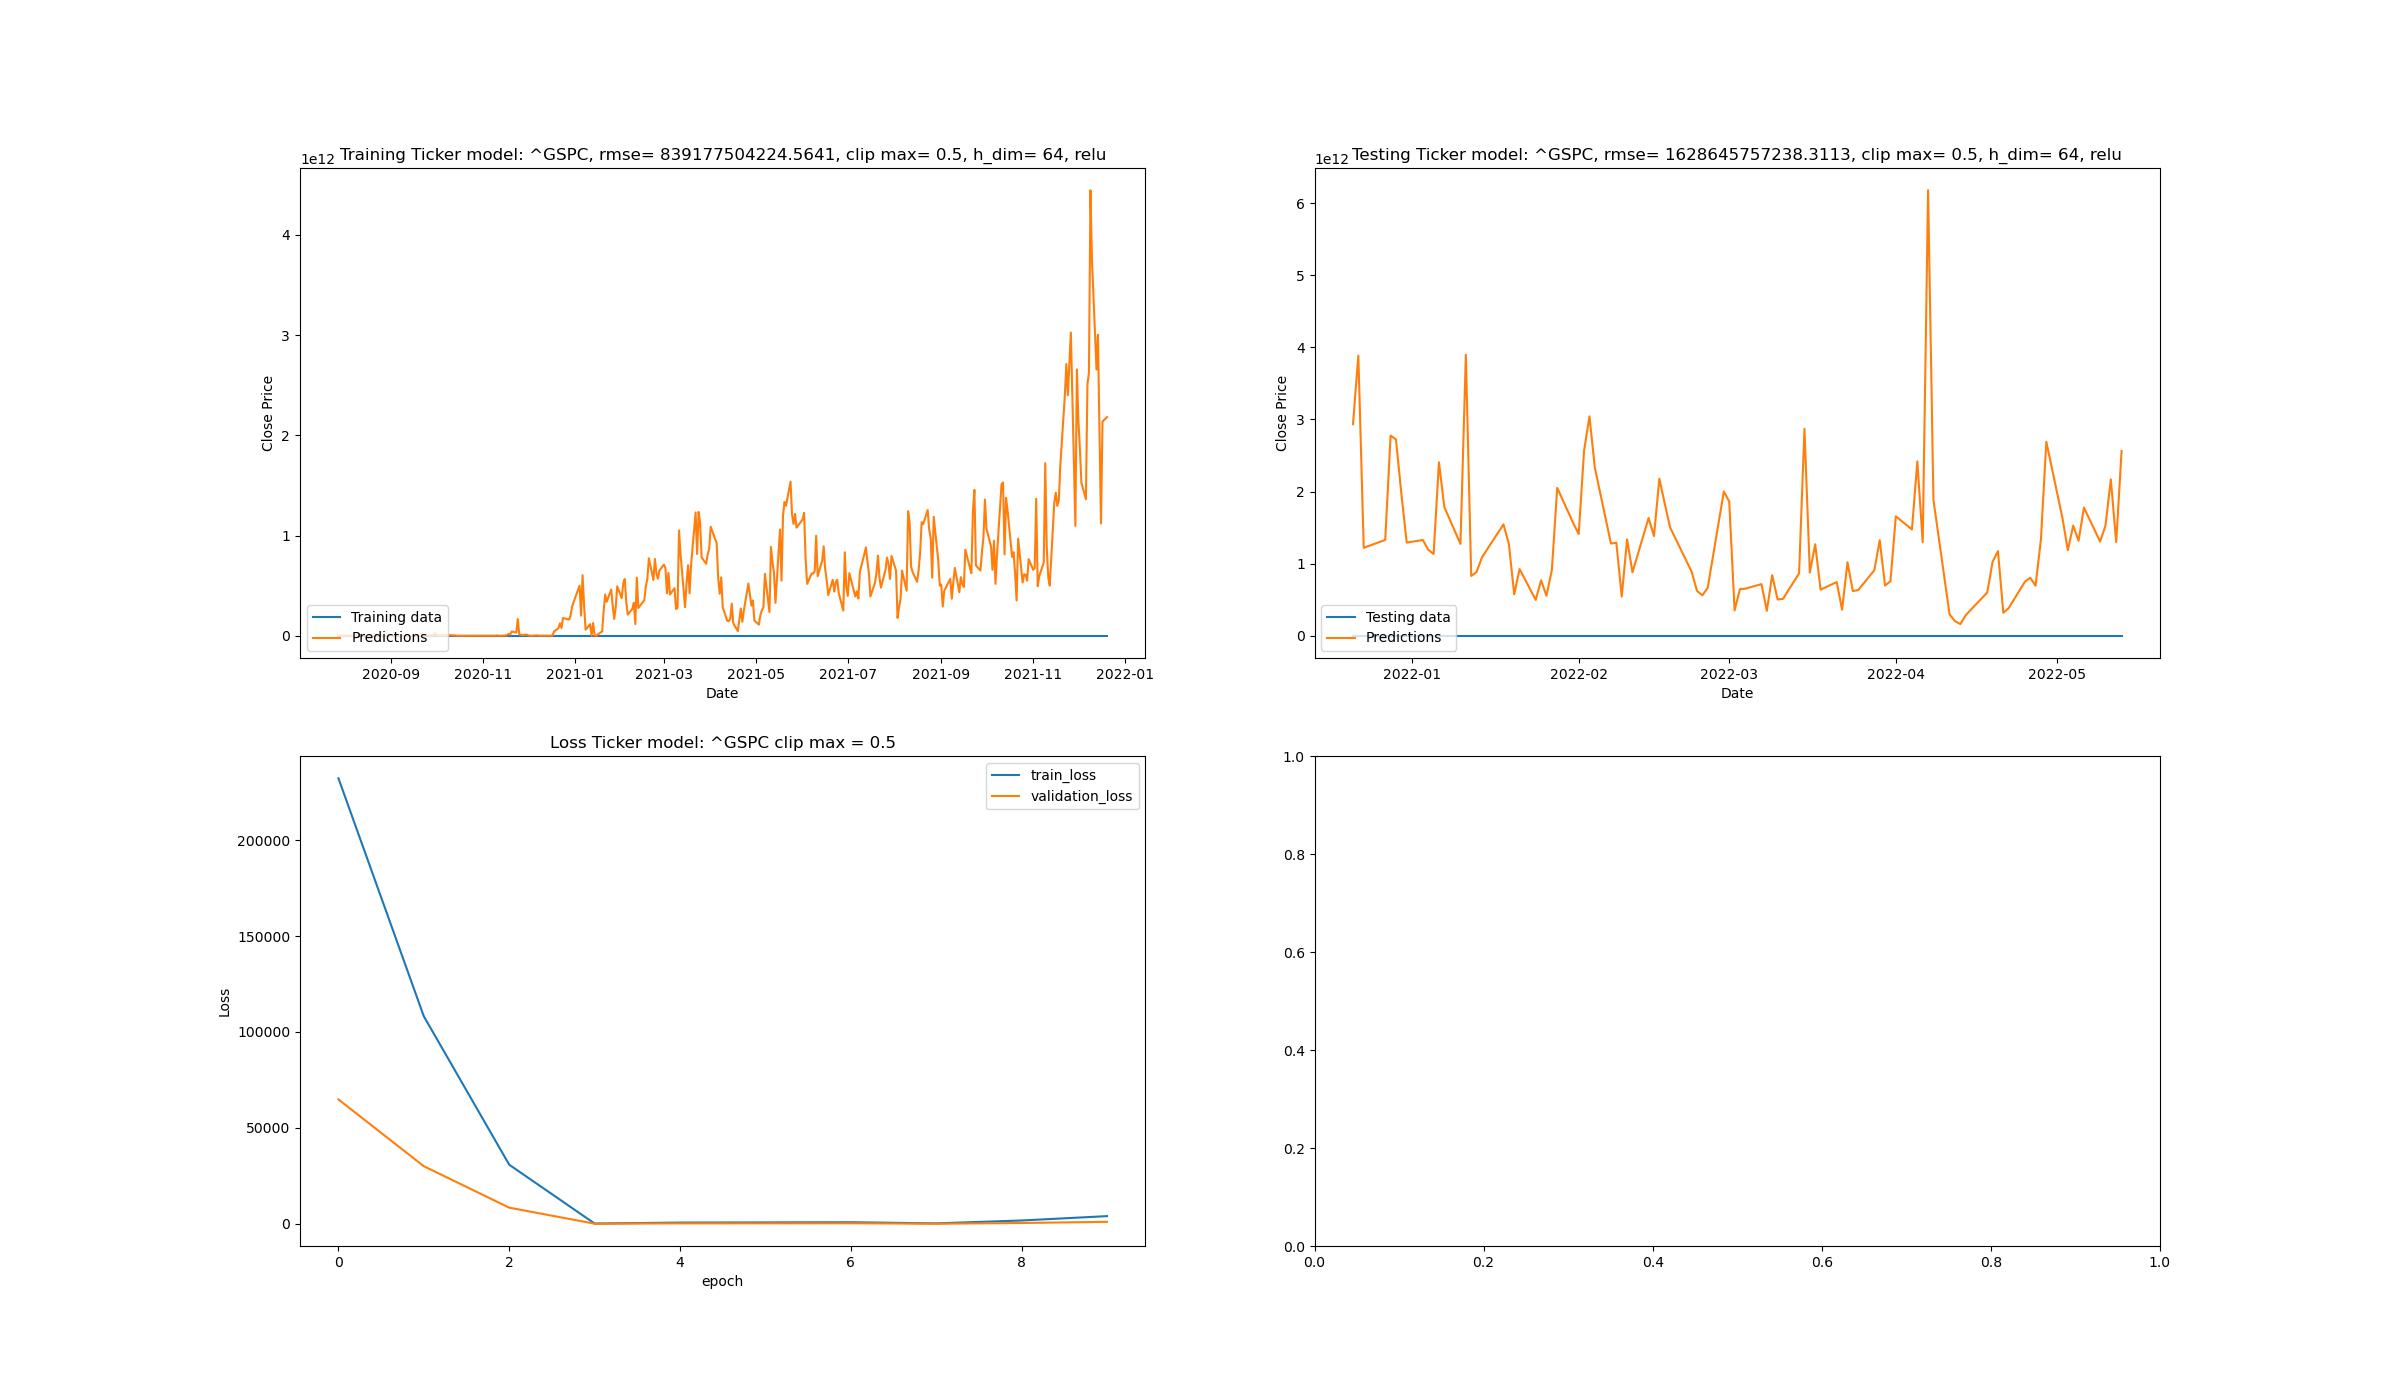 1e12 Training Ticker model: ^GSPC, rmse= 839177504224.5641, clip max= 0.5, h_dim= 64, relu
4
3
2
1
0
Close Price
Training data
Predictions
2020-09 2020-11 2021-01 2021-03 2021-05 2021-07 2021-09 2021-11 2022-01
Date
1e12 Testing Ticker model: ^GSPC, rmse= 1628645757238.3113, clip max= 0.5, h_dim= 64, relu
6
5
4
3
2
1
0
Close Price
Testing data
Predictions
2022-01 2022-02 2022-03 2022-04 2022-05
Date
Loss Ticker model: ^GSPC clip max = 0.5
train_loss
validation_loss
200000
150000
100000
50000
0
Loss
0 2 4 6 8
epoch
1.0
0.8
0.6
0.4
0.2
0.0
0.0 0.2 0.4 0.6 0.8 1.0